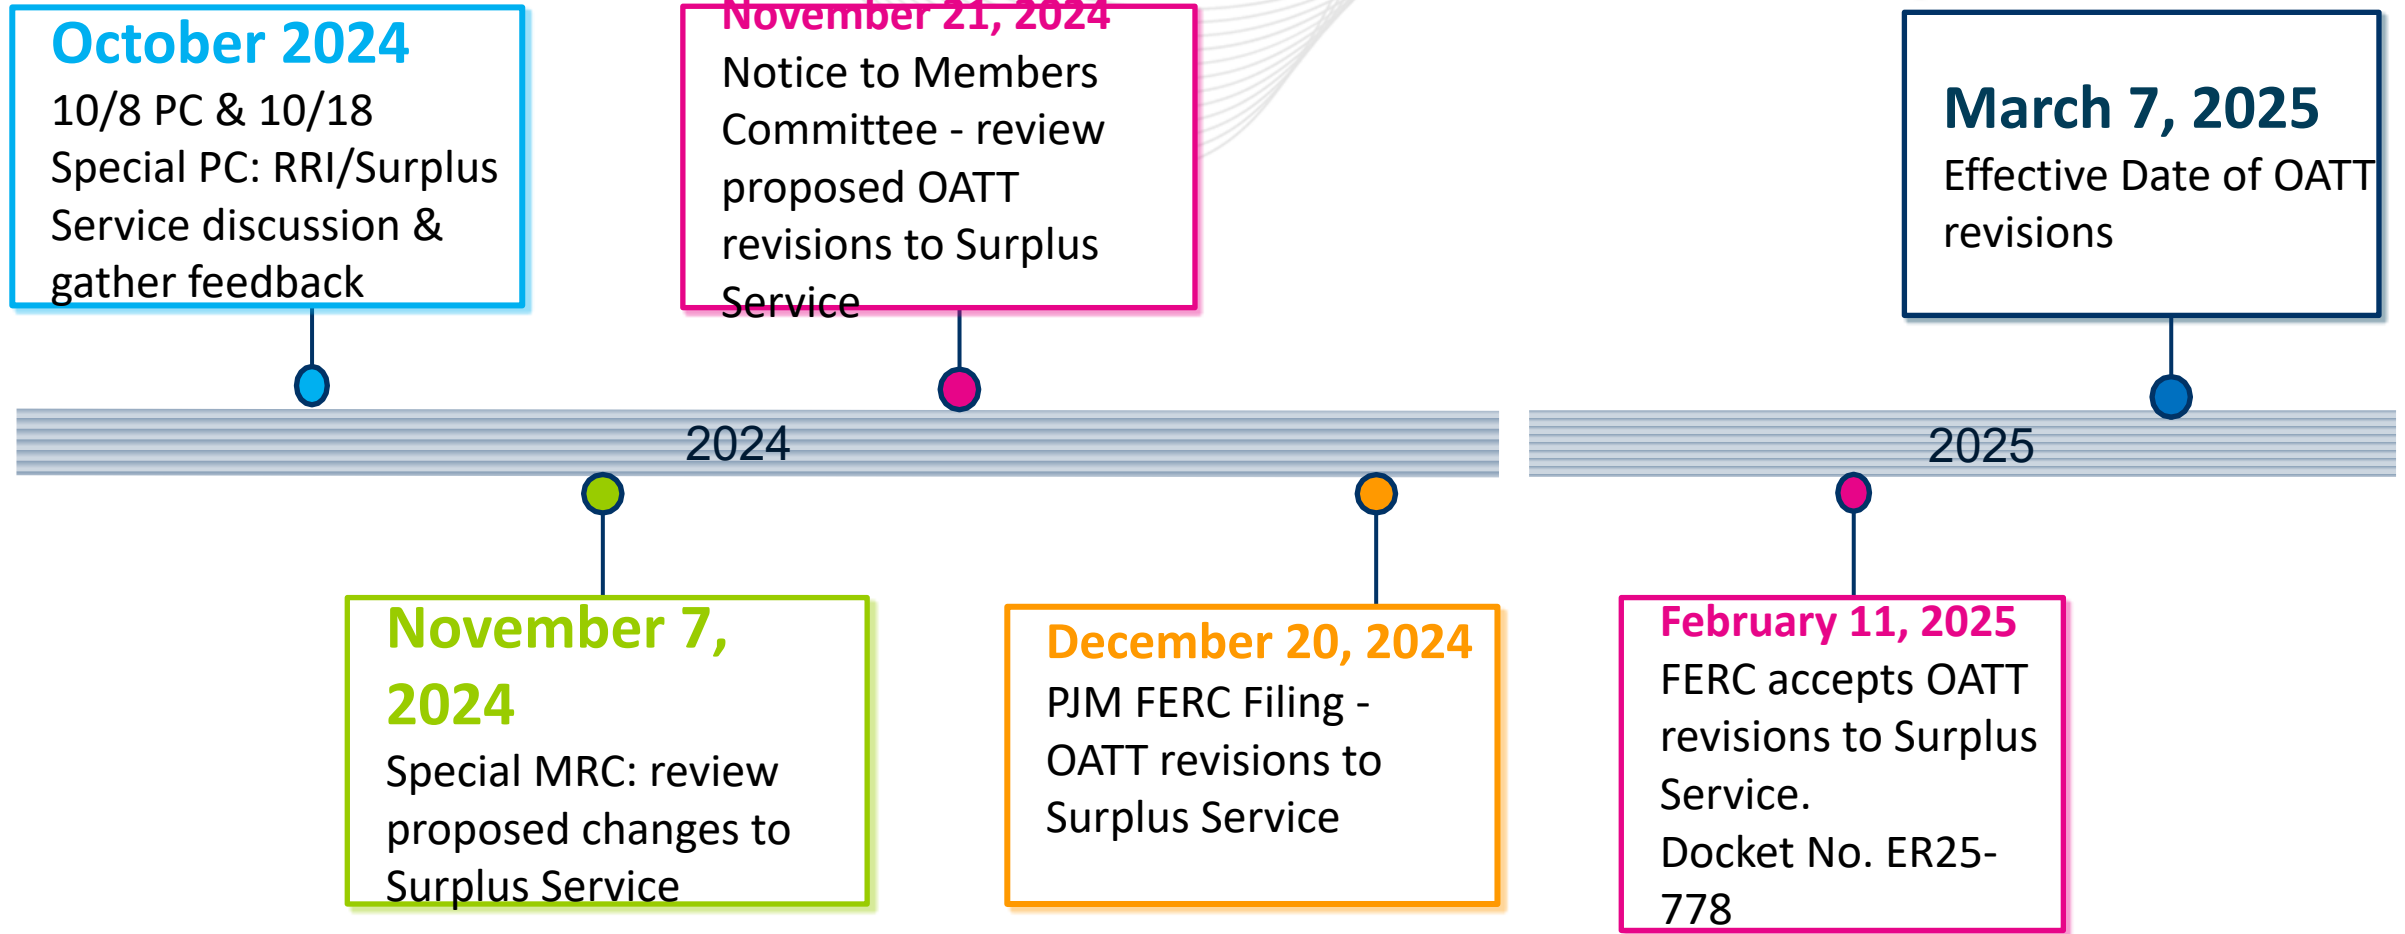 October 2024
10/8 PC & 10/18
Special PC: RRI/Surplus
Service discussion &
gather feedback
November 21, 2024
Notice to Members
Committee - review
proposed OATT
revisions to Surplus
Service
March 7, 2025
Effective Date of OATT
revisions
2024
2025
November 7,
2024
Special MRC: review
proposed changes to
Surplus Service
December 20, 2024
PJM FERC Filing -
OATT revisions to
Surplus Service
February 11, 2025
FERC accepts OATT
revisions to Surplus
Service.
Docket No. ER25-
778